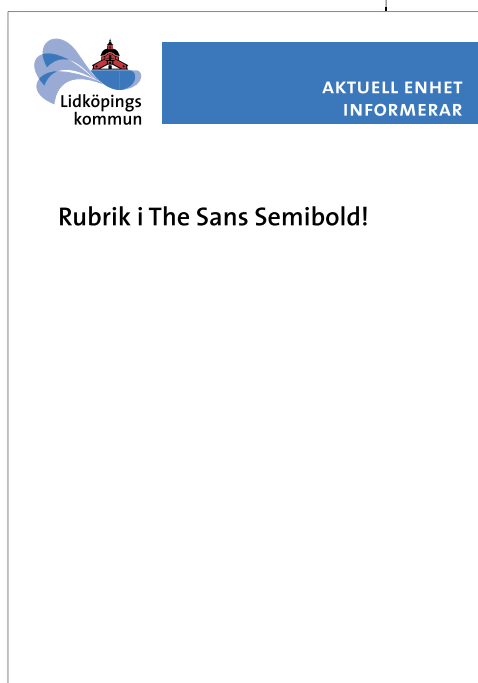 Lidköpings
kommun
AKTUELL ENHET
INFORMERAR
Rubrik i The Sans Semibold!